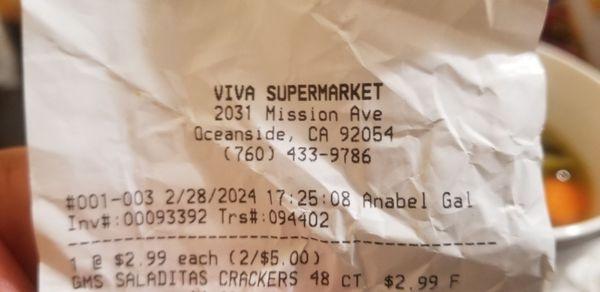 VIVA SUPERMARKET
2031 Mission Ave
Oceanside, CA 92054
(760) 433-9786
#001-003 2/28/2024 17:25:08 Anabel Gal
Inv#:00093392 Trs#:094402
1 @ $2.99 each (2/$5.00)
GMS SALADITAS CRACKERS 48 CT $2.99 F